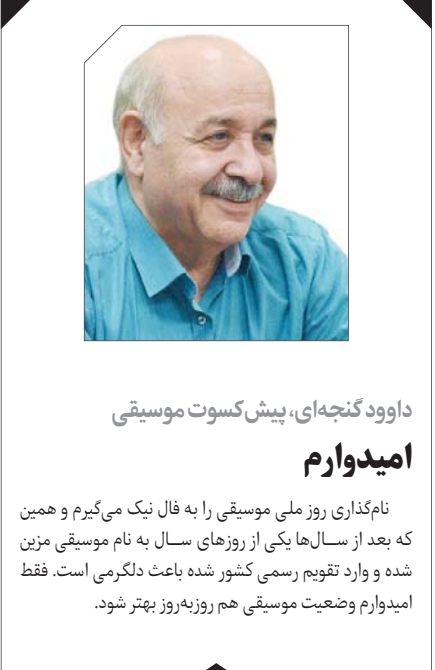 داوود گنجه‌ای، پیش‌کسوت موسیقی
امیدوارم
نام‌گذاری روز ملی موسیقی را به فال نیک می‌گیرم و همین
که بعد از ســال‌ها یکی از روزهای ســال به نام موسیقی مزین
شده و وارد تقویم رسمی کشور شده باعث دلگرمی است. فقط
امیدوارم وضعیت موسیقی هم روزبه‌روز بهتر شود.